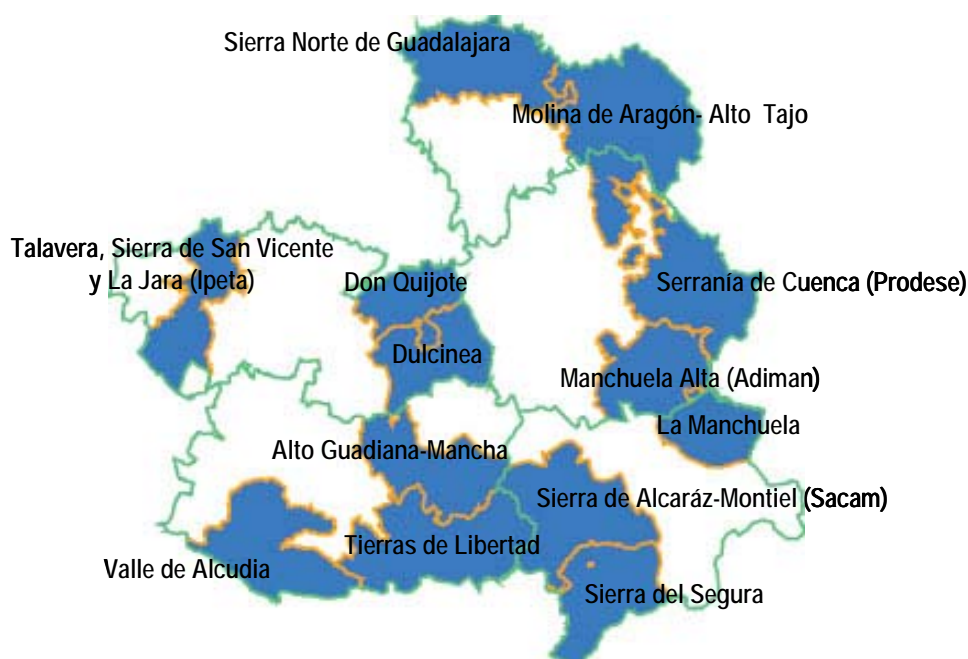 Sierra Norte de Guadalajara
Molina de Aragón- Alto Tajo
Talavera, Sierra de San Vicente
y La Jara (Ipeta)
Don Quijote
Serranía de Cuenca (Prodese)
Dulcinea
Manchuela Alta (Adiman)
La Manchuela
Alto Guadiana-Mancha
Sierra de Alcaráz-Montiel (Sacam)
Tierras de Libertad
Valle de Alcudia
Sierra del Segura